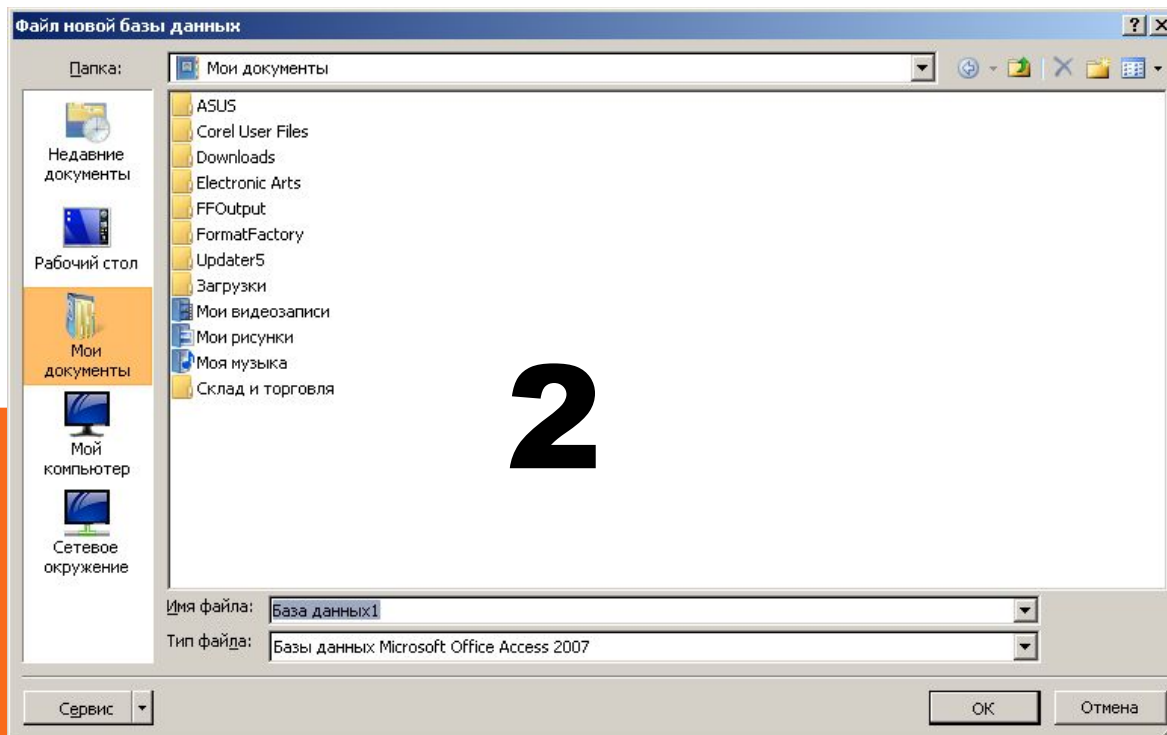 Файл новой базы данных
Папка:
Мои документы
Недавние
документы
Рабочий стол
Мои
документы
Мой
компьютер
Сетевое
окружение
ASUS
Corel User Files
Downloads
Electronic Arts
FFOutput
FormatFactory
Updater5
Загрузки
Мои видеозаписи
Мои рисунки
Моя музыка
Склад и торговля
2
Имя файла:
База данных1
Тип файла:
Базы данных Microsoft Office Access 2007
Сервис
ОК
Отмена